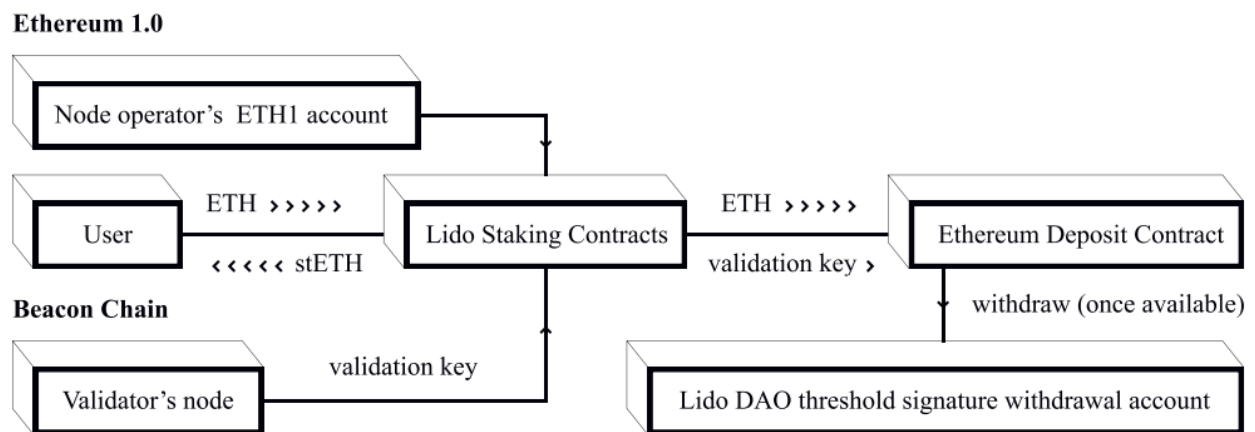 Ethereum 1.0
Node operator’s ETH1 account
ETH >>>>>
ETH >>>>>
User
Lido Staking Contracts
Ethereum Deposit Contract
<<<<< stETH
validation key >
Beacon Chain
withdraw (once available)
validation key
Validator’s node
Lido DAO threshold signature withdrawal account